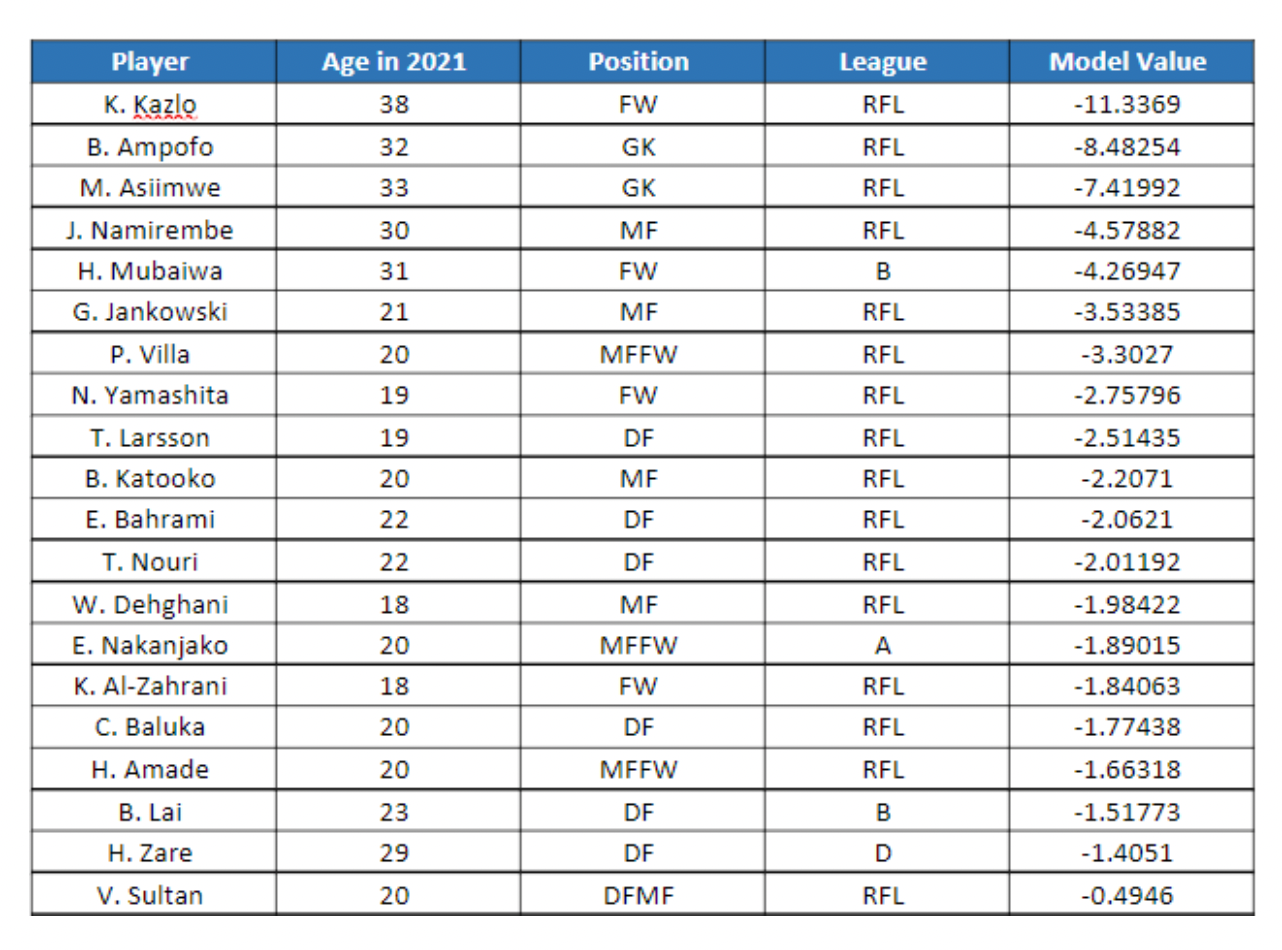 Player Age in 2021 Position League Model Value
K. Kazlo 38 FW RFL -11.3369
B. Ampofo 32 GK RFL -8.48254
M. Asiimwe 33 GK RFL -7.41992
J. Namirembe 30 MF RFL -4.57882
H. Mubaiwa 31 FW B -4.26947
G. Jankowski 21 MF RFL -3.53385
P. Villa 20 MFFW RFL -3.3027
N. Yamashita 19 FW RFL -2.75796
T. Larsson 19 DF RFL -2.51435
B. Katooko 20 MF RFL -2.2071
E. Bahrami 22 DF RFL -2.0621
T. Nouri 22 DF RFL -2.01192
W. Dehghani 18 MF RFL -1.98422
E. Nakanjako 20 MFFW A -1.89015
K. Al-Zahrani 18 FW RFL -1.84063
C. Baluka 20 DF RFL -1.77438
H. Amade 20 MFFW RFL -1.66318
B. Lai 23 DF B -1.51773
H. Zare 29 DF D -1.4051
V. Sultan 20 DFMF RFL -0.4946